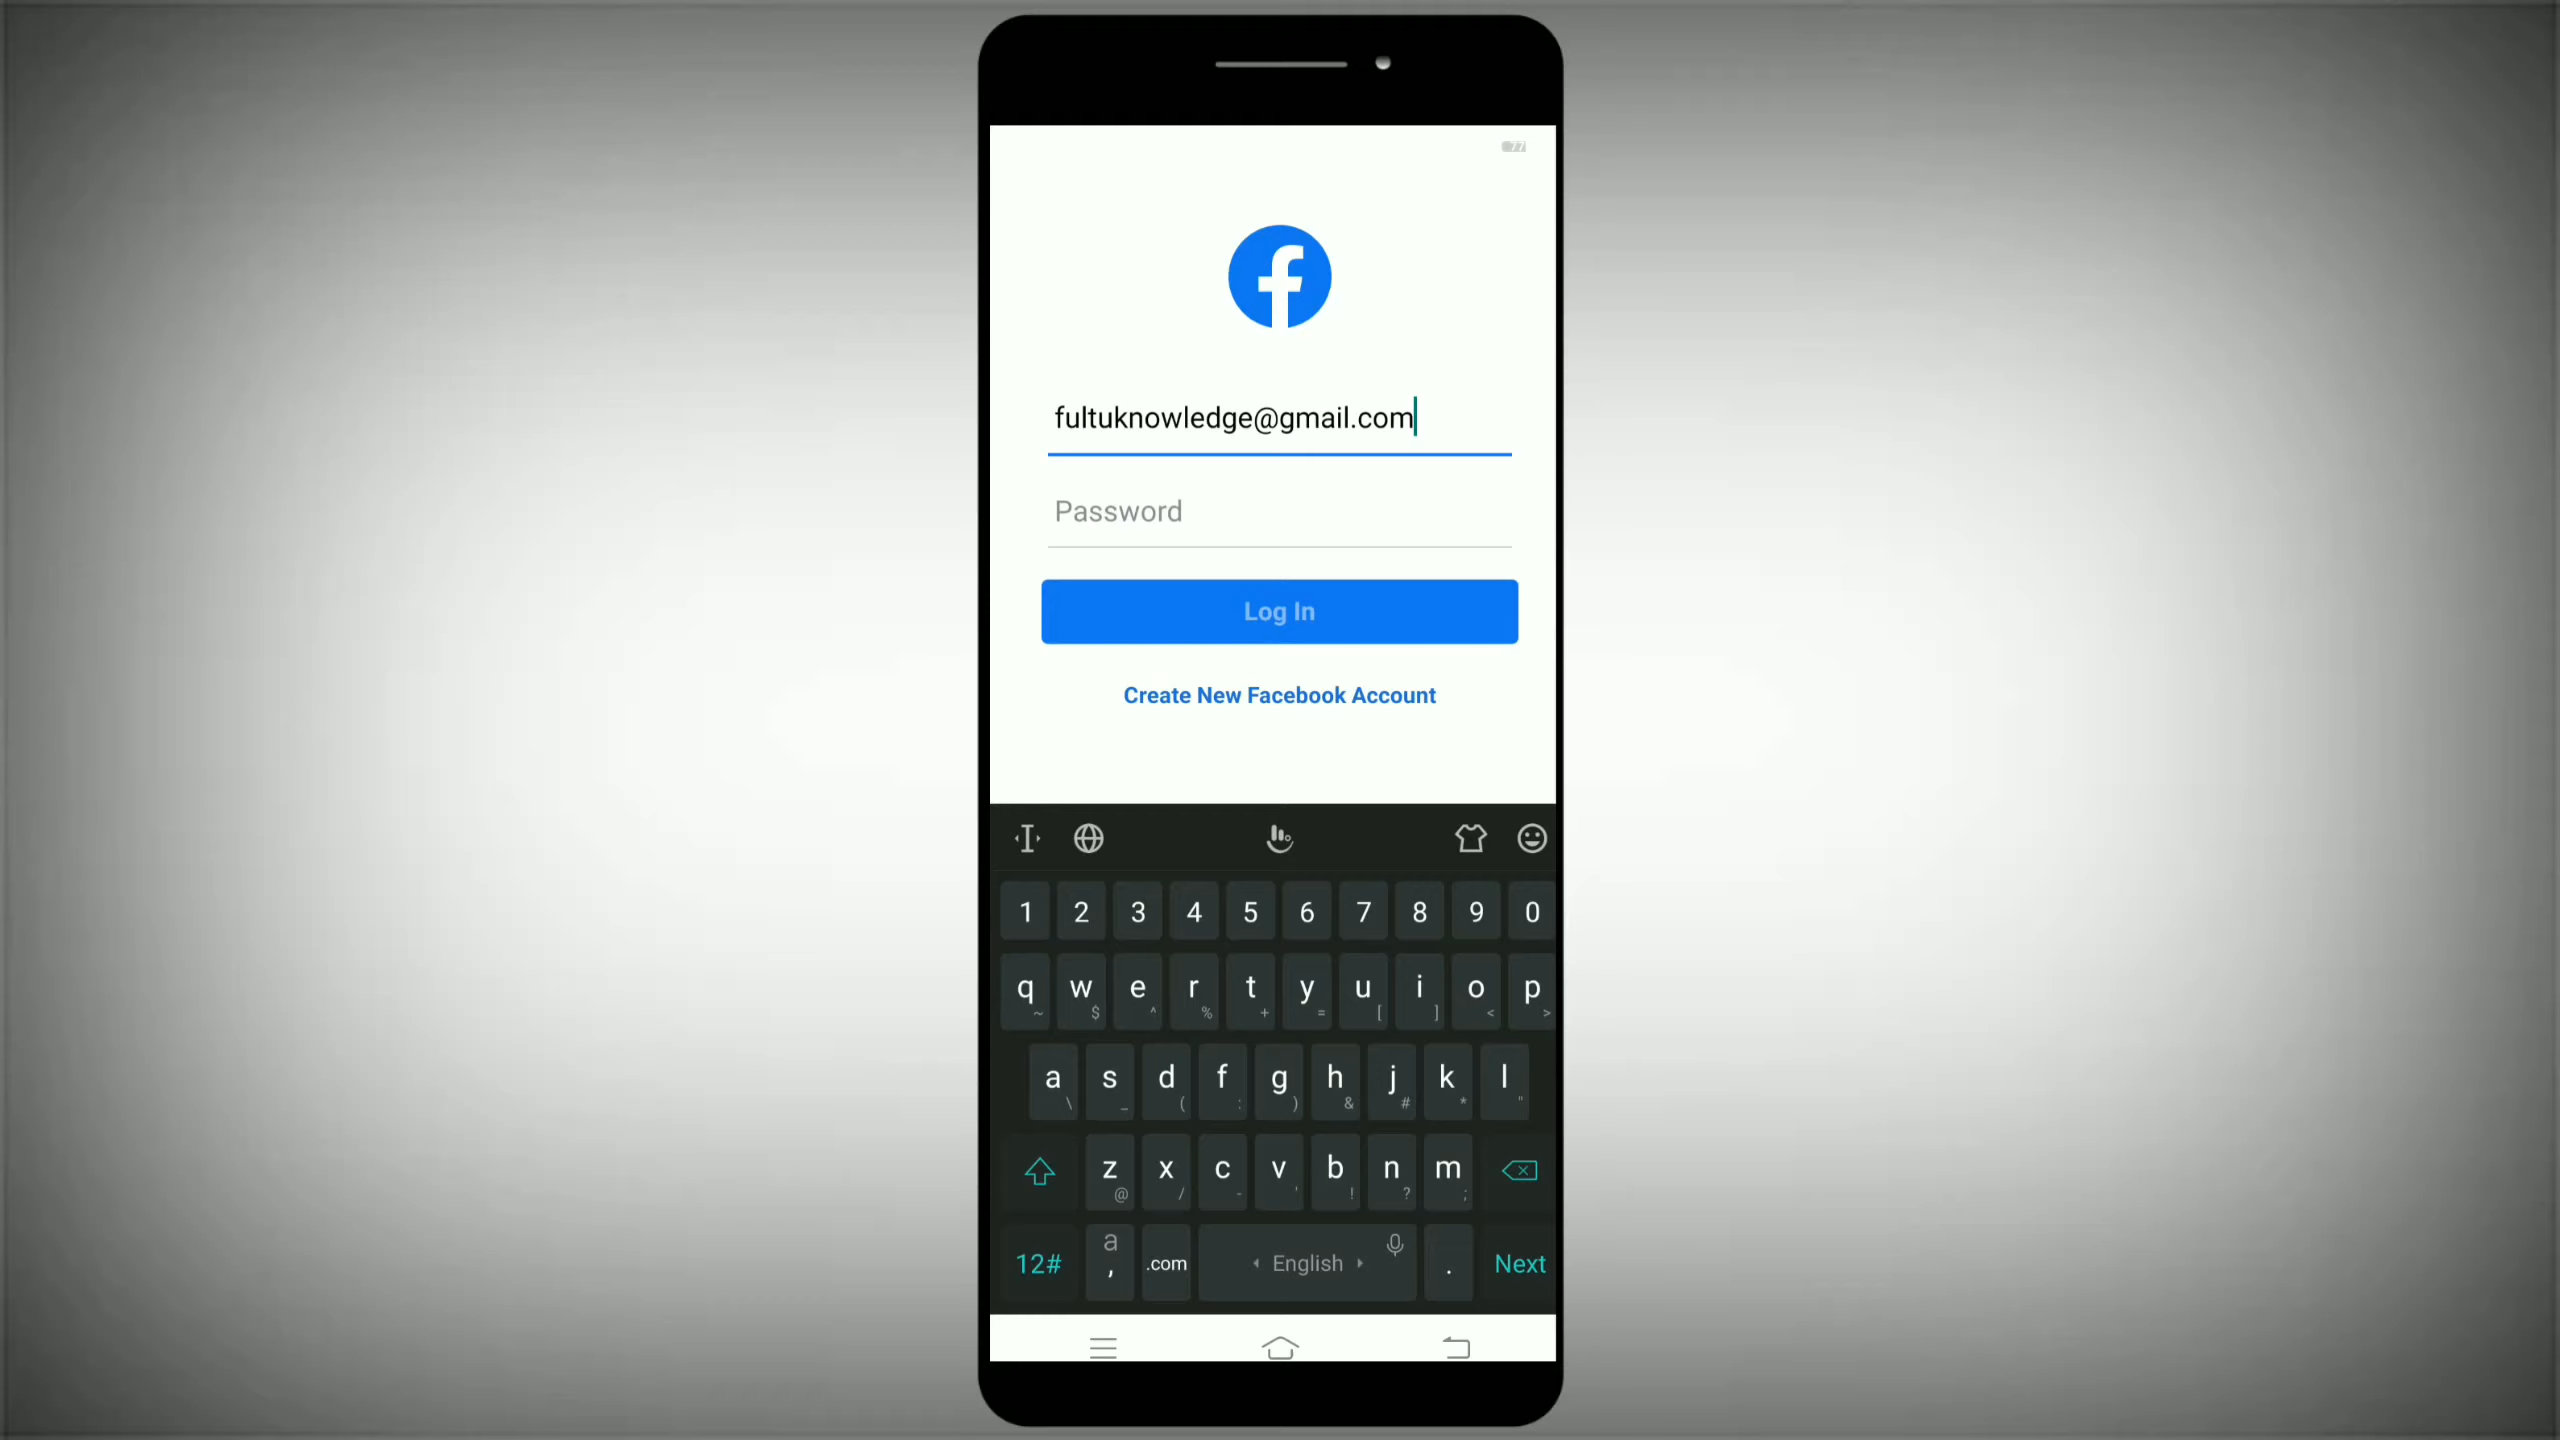 77
fultuknowledge@gmail.com
Password
Log In
Create New Facebook Account
1 2 3 4 5 6 7 8 9 0
q w e r t y u i o p
~ $ ^ % + = [ ] < >
a s d f g h j k l
\ _ ( : ) & # * "
z x c v b n m
@ / - ' ! ? ;
12# a , .com English . Next